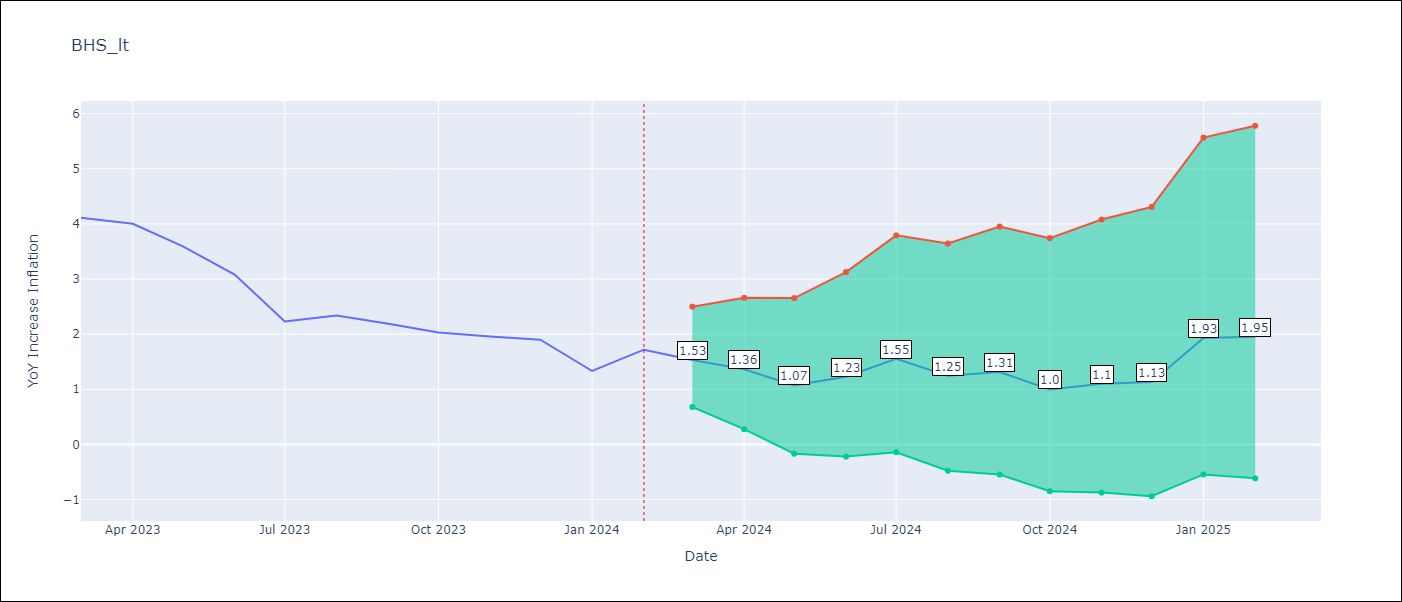 BHS_lt
YoY Increase Inflation
6
5
4
3
2
1
0
−1
1.53
1.36
1.07
1.23
1.55
1.25
1.31
1.0
1.1
1.13
1.93
1.95
Apr 2023
Jul 2023
Oct 2023
Jan 2024
Apr 2024
Jul 2024
Oct 2024
Jan 2025
Date